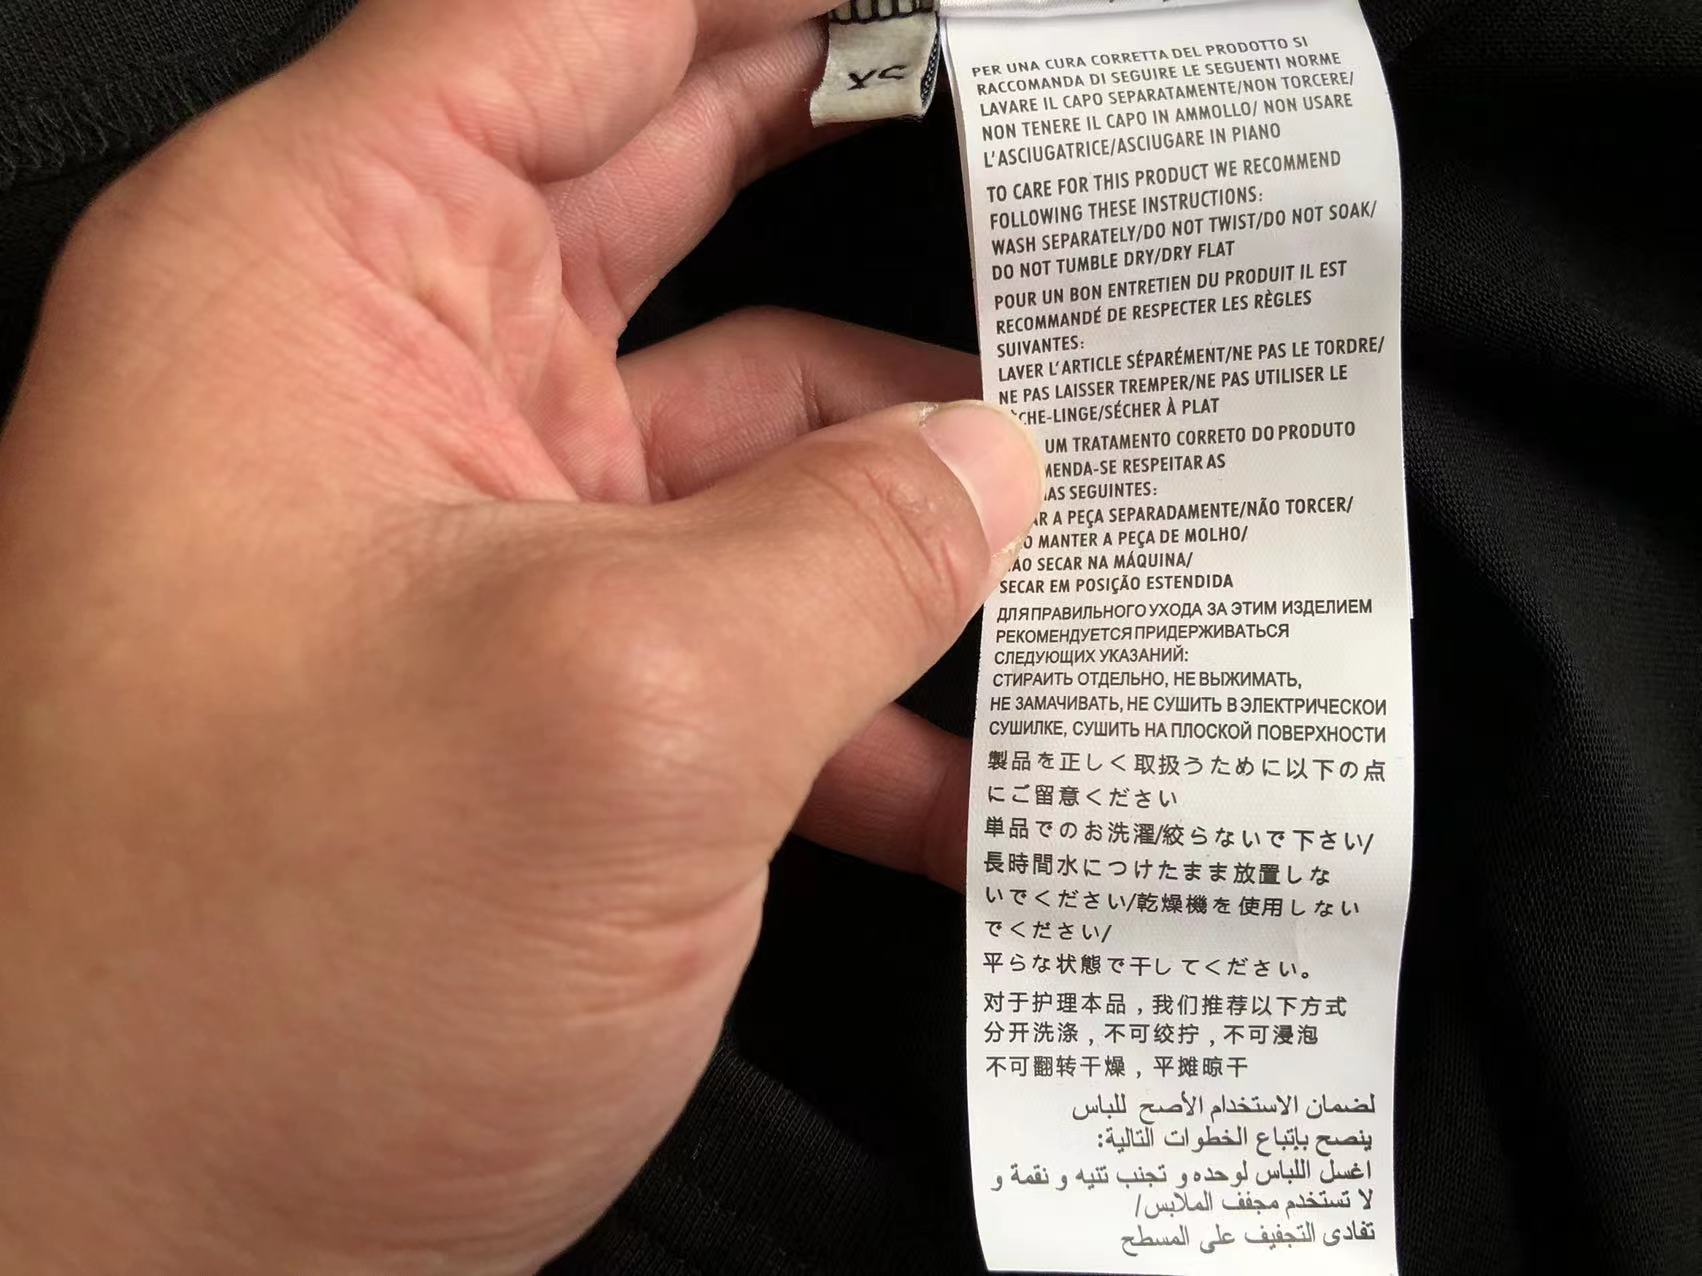 XS
PER UNA CURA CORRETTA DEL PRODOTTO SI
RACCOMANDA DI SEGUIRE LE SEGUENTI NORME
LAVARE IL CAPO SEPARATAMENTE/NON TORCERE/
NON TENERE IL CAPO IN AMMOLLO/ NON USARE
L'ASCIUGATRICE/ASCIUGARE IN PIANO
TO CARE FOR THIS PRODUCT WE RECOMMEND
FOLLOWING THESE INSTRUCTIONS:
WASH SEPARATELY/DO NOT TWIST/DO NOT SOAK/
DO NOT TUMBLE DRY/DRY FLAT
POUR UN BON ENTRETIEN DU PRODUIT IL EST
RECOMMANDÉ DE RESPECTER LES RÈGLES
SUIVANTES:
LAVER L'ARTICLE SÉPARÉMENT/NE PAS LE TORDRE/
NE PAS LAISSER TREMPER/NE PAS UTILISER LE
CHE-LINGE/SÉCHER À PLAT
UM TRATAMENTO CORRETO DO PRODUTO
MENDA-SE RESPEITAR AS
AS SEGUINTES:
AR A PEÇA SEPARADAMENTE/NÃO TORCER/
O MANTER A PEÇA DE MOLHO/
ÃO SECAR NA MÁQUINA/
SECAR EM POSIÇÃO ESTENDIDA
ДЛЯ ПРАВИЛЬНОГО УХОДА ЗА ЭТИМ ИЗДЕЛИЕМ
РЕКОМЕНДУЕТСЯ ПРИДЕРЖИВАТЬСЯ
СЛЕДУЮЩИХ УКАЗАНИЙ:
СТИРАИТЬ ОТДЕЛЬНО, НЕ ВЫЖИМАТЬ,
НЕ ЗАМАЧИВАТЬ, НЕ СУШИТЬ В ЭЛЕКТРИЧЕСКОИ
СУШИЛКЕ, СУШИТЬ НА ПЛОСКОЙ ПОВЕРХНОСТИ
製品を正しく取扱うために以下の点
にご留意ください
単品でのお洗濯/絞らないで下さい/
長時間水につけたまま放置しな
いでください/乾燥機を使用しない
でください/
平らな状態で干してください。
对于护理本品，我们推荐以下方式
分开洗涤，不可绞拧，不可浸泡
不可翻转干燥，平摊晾干
لضمان الاستخدام الأصح للباس
ينصح بإتباع الخطوات التالية:
اغسل اللباس لوحده و تجنب تنيه و نقمة و
لا تستخدم مجفف الملابس/
تفادى التجفيف على المسطح